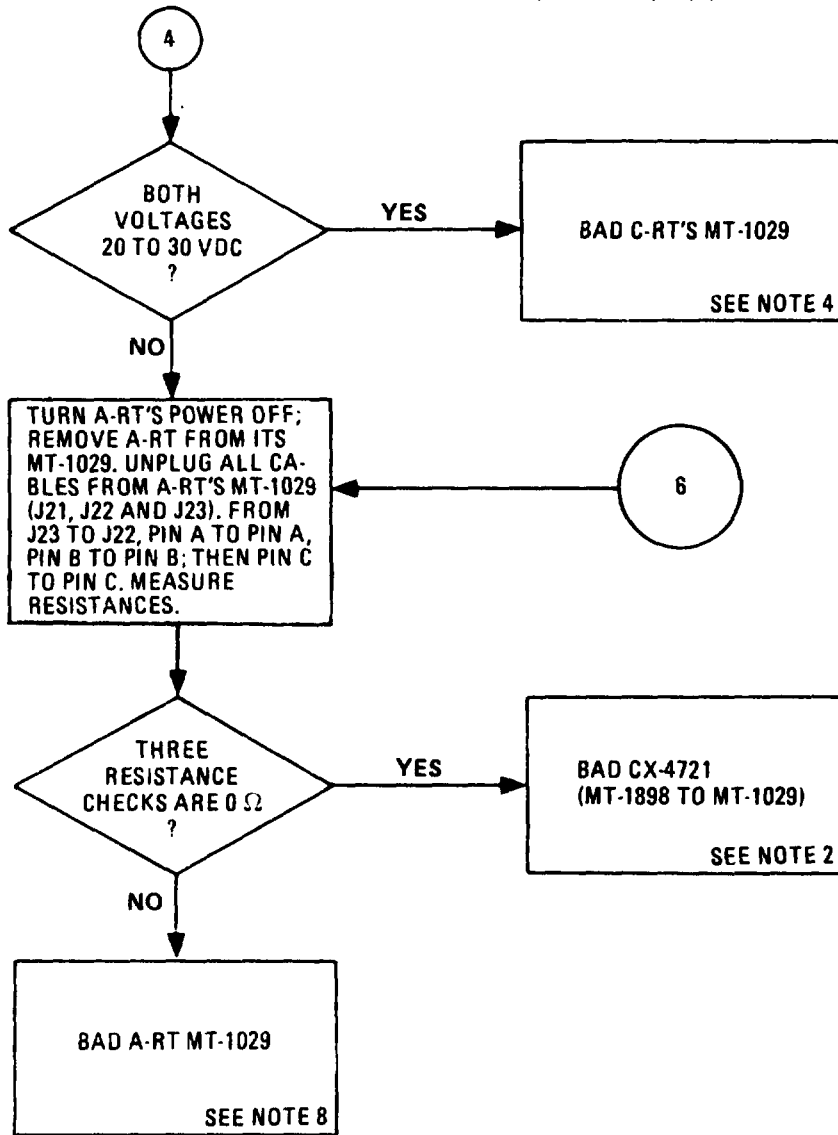 4
BOTH
VOLTAGES
20 TO 30 VDC
?
YES
BAD C-RT'S MT-1029
SEE NOTE 4
NO
TURN A-RT'S POWER OFF;
REMOVE A-RT FROM ITS
MT-1029. UNPLUG ALL CA-
BLES FROM A-RT'S MT-1029
(J21, J22 AND J23). FROM
J23 TO J22, PIN A TO PIN A,
PIN B TO PIN B; THEN PIN C
TO PIN C. MEASURE
RESISTANCES.
6
THREE
RESISTANCE
CHECKS ARE 0 Ω
?
YES
BAD CX-4721
(MT-1898 TO MT-1029)
SEE NOTE 2
NO
BAD A-RT MT-1029
SEE NOTE 8